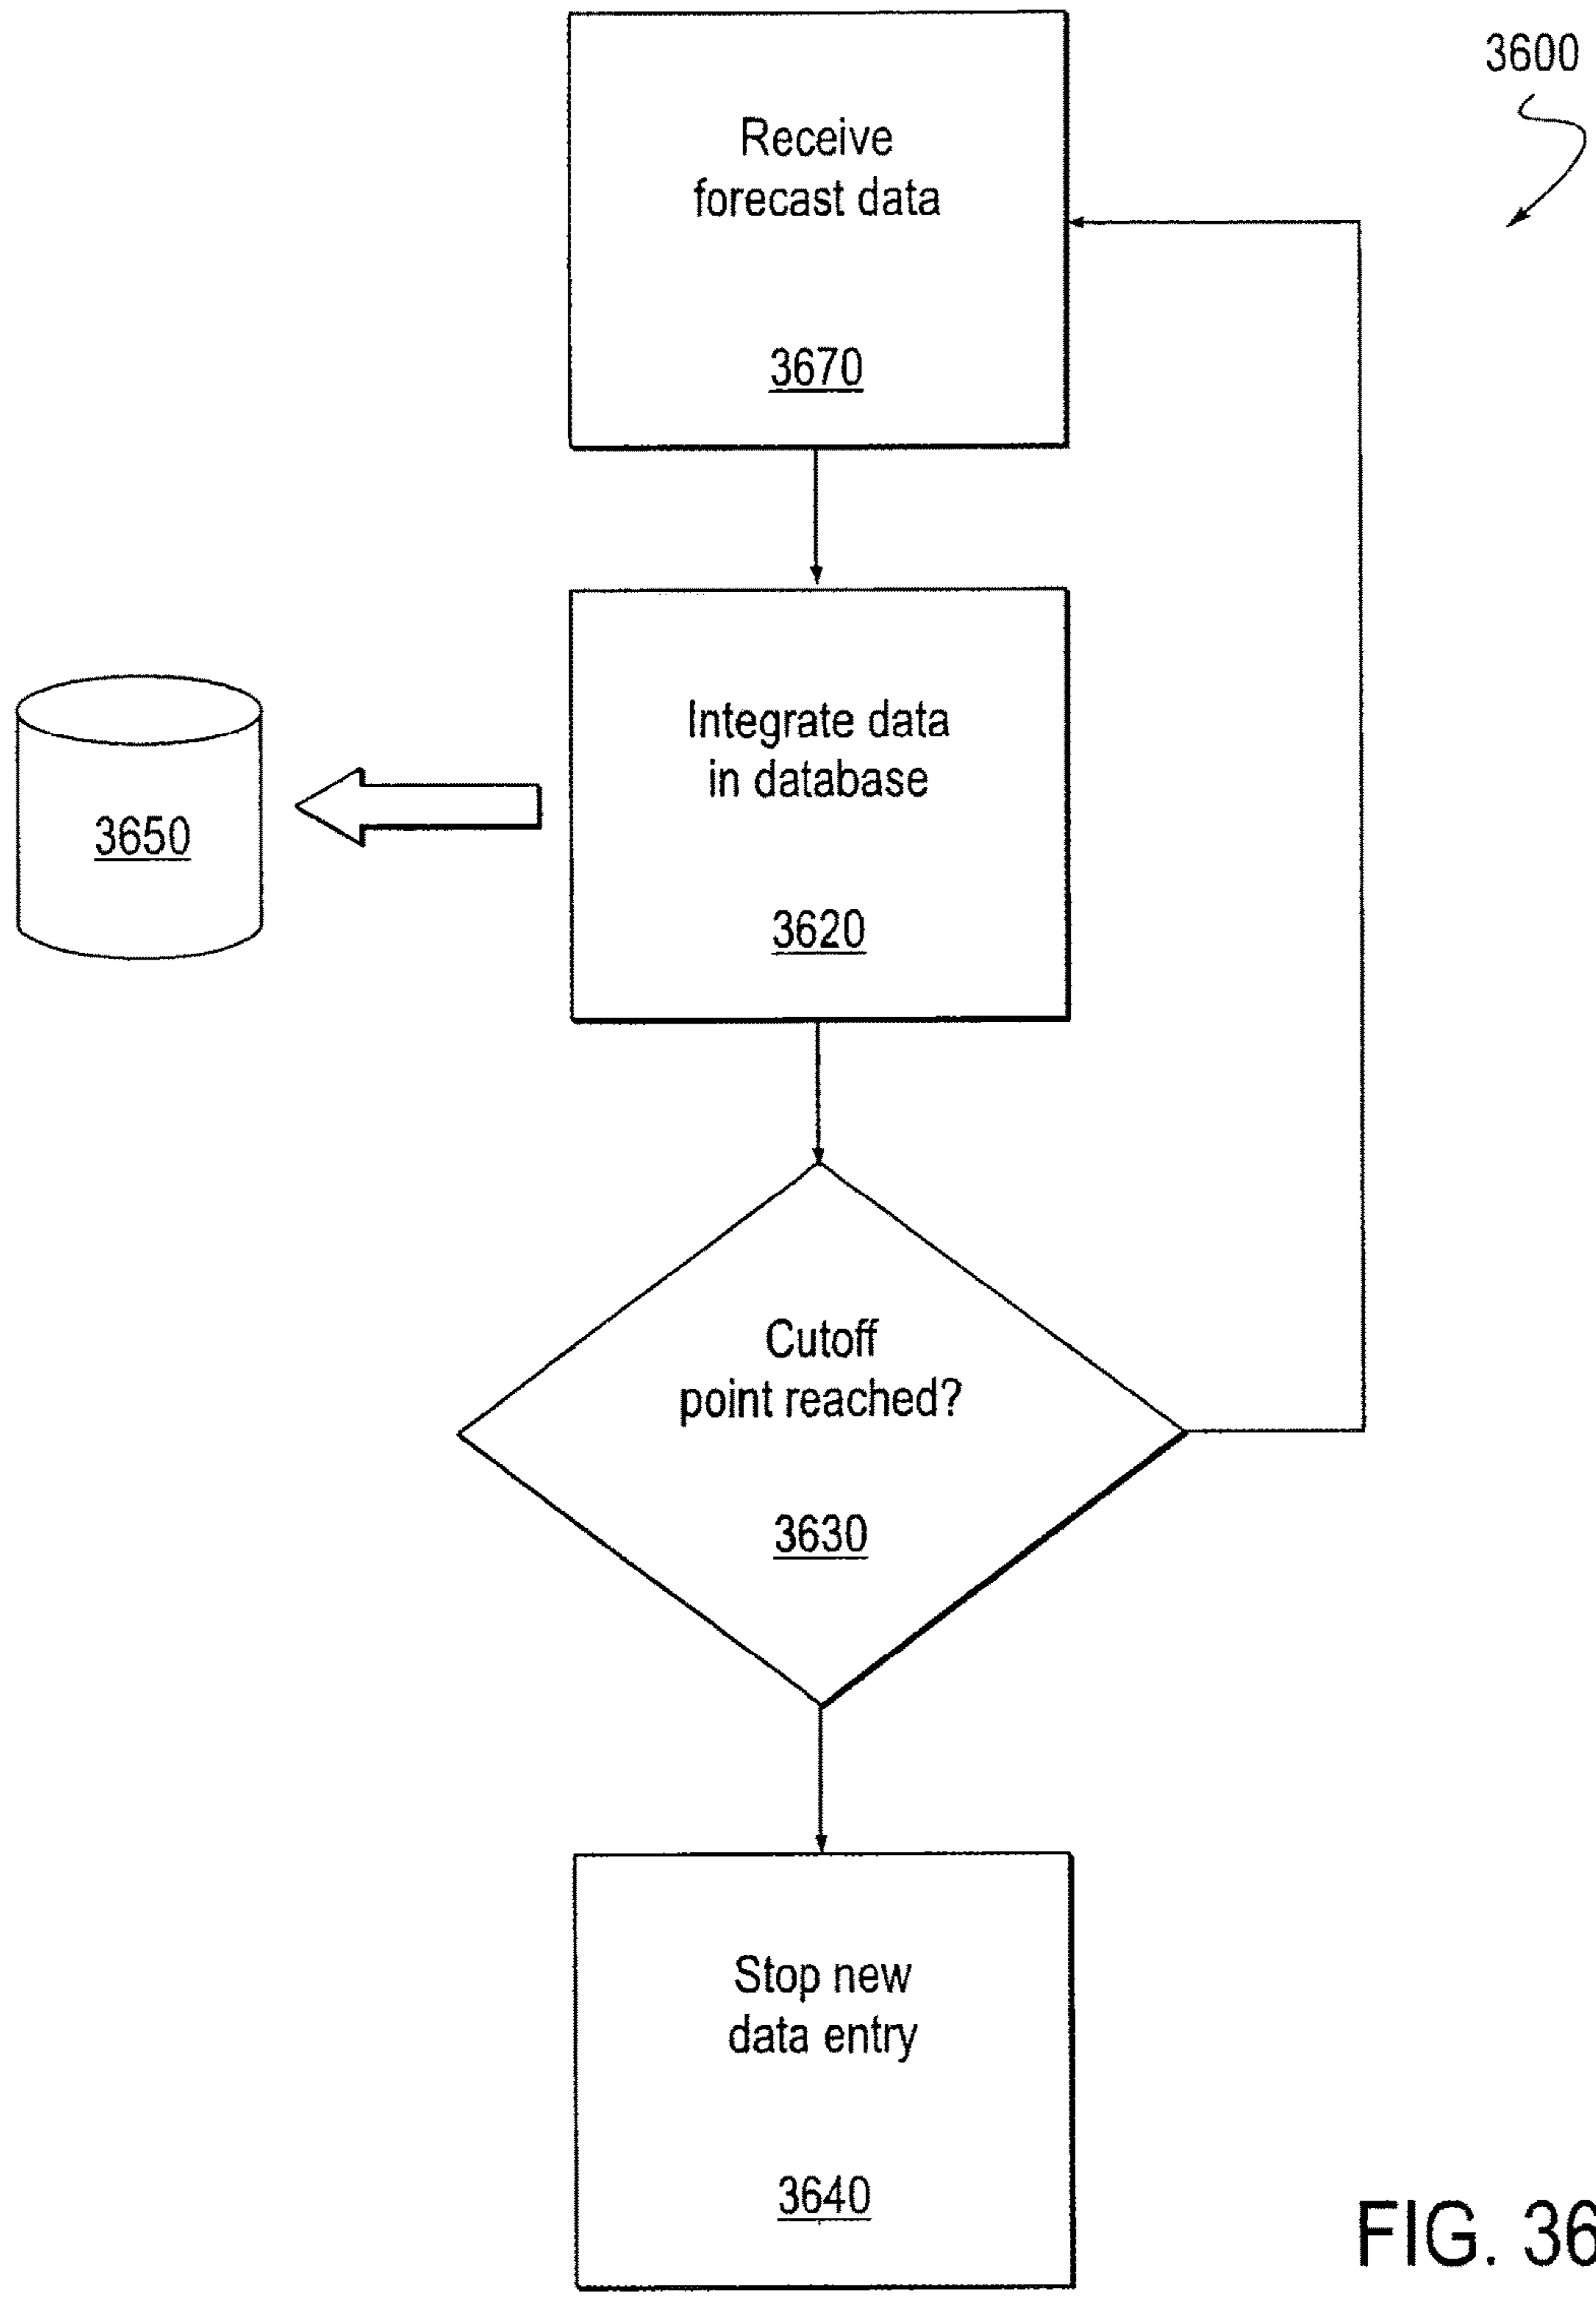 3600
Receive
forecast data
3670
Integrate data
in database
3620
3650
Cutoff
point reached?
3630
Stop new
data entry
3640
FIG. 36